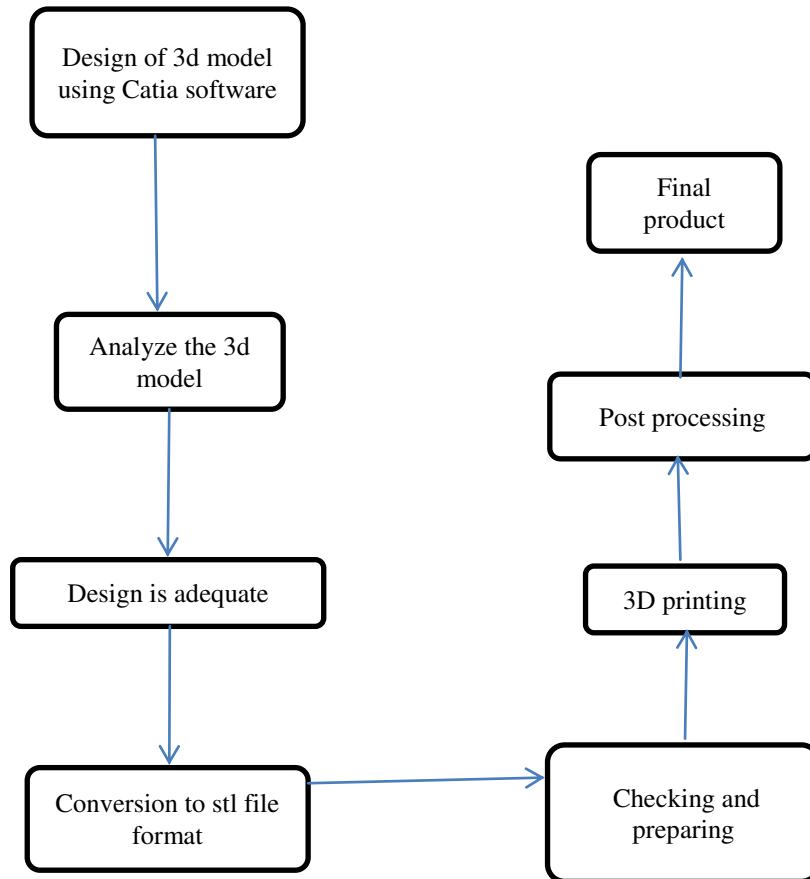 Design of 3d model
using Catia software
Analyze the 3d
model
Design is adequate
Conversion to stl file
format
Checking and
preparing
3D printing
Post processing
Final
product